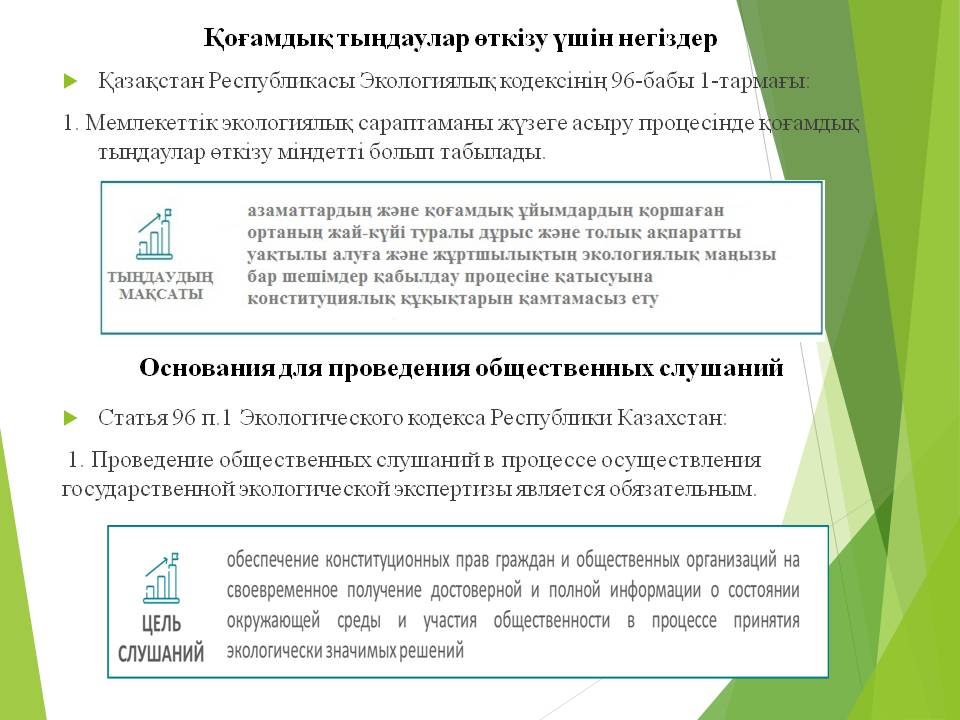 Қоғамдық тыңдаулар өткізу үшін негіздер
Қазақстан Республикасы Экологиялық кодексінің 96-бабы 1-тармағы:
1. Мемлекеттік экологиялық сараптаманы жүзеге асыру процесінде қоғамдық
тыңдаулар өткізу міндетті болып табылады.
ТЫҢДАУДЫҢ
МАҚСАТЫ
азаматтардың және қоғамдық ұйымдардың қоршаған
ортаның жай-күйі туралы дұрыс және толық ақпаратты
уақтылы алуға және жұртшылықтың экологиялық маңызы
бар шешімдер қабылдау процесіне қатысуына
конституциялық құқықтарын қамтамасыз ету
Основания для проведения общественных слушаний
Статья 96 п.1 Экологического кодекса Республики Казахстан:
1. Проведение общественных слушаний в процессе осуществления
государственной экологической экспертизы является обязательным.
ЦЕЛЬ
СЛУШАНИЙ
обеспечение конституционных прав граждан и общественных организаций на
своевременное получение достоверной и полной информации о состоянии
окружающей среды и участия общественности в процессе принятия
экологически значимых решений